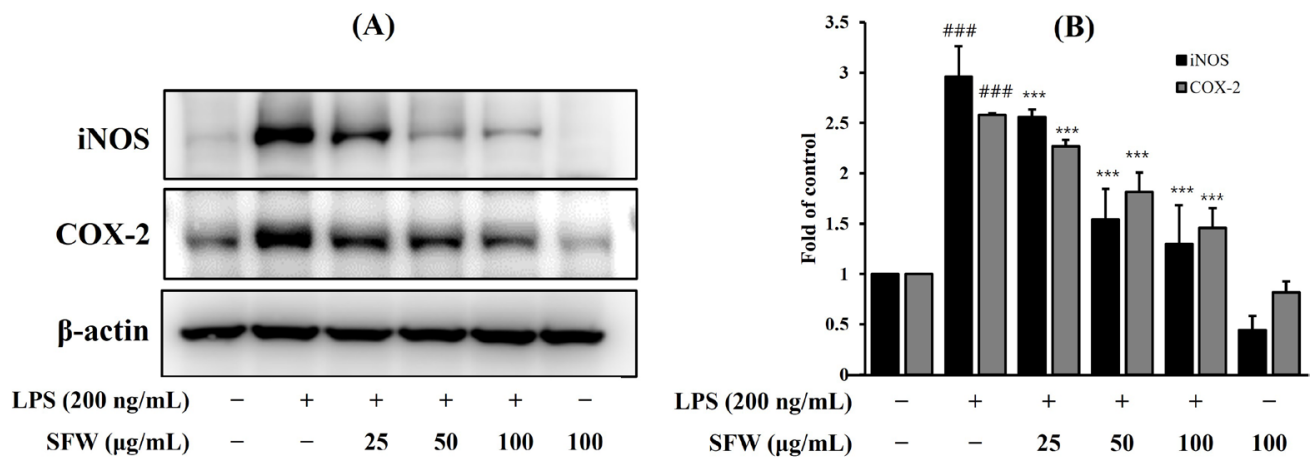 (A)
iNOS
COX-2
β-actin
LPS (200 ng/mL) − + + + + −
SFW (μg/mL) − − 25 50 100 100
(B)
Fold of control
3.5
3
2.5
2
1.5
1
0.5
0
iNOS
COX-2
###
###
***
***
***
***
***
***
LPS (200 ng/mL) − + + + + −
SFW (μg/mL) − − 25 50 100 100